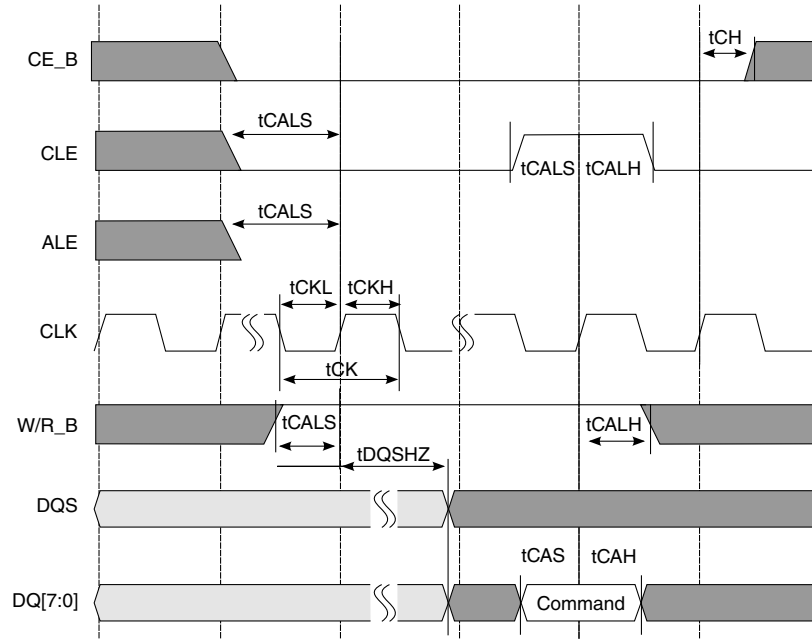 CE_B
tCH
CLE
tCALS
tCALS
tCALH
ALE
tCALS
CLK
tCKL
tCKH
tCK
W/R_B
tCALS
tCALH
tDQSHZ
DQS
tCAS
tCAH
DQ[7:0]
Command